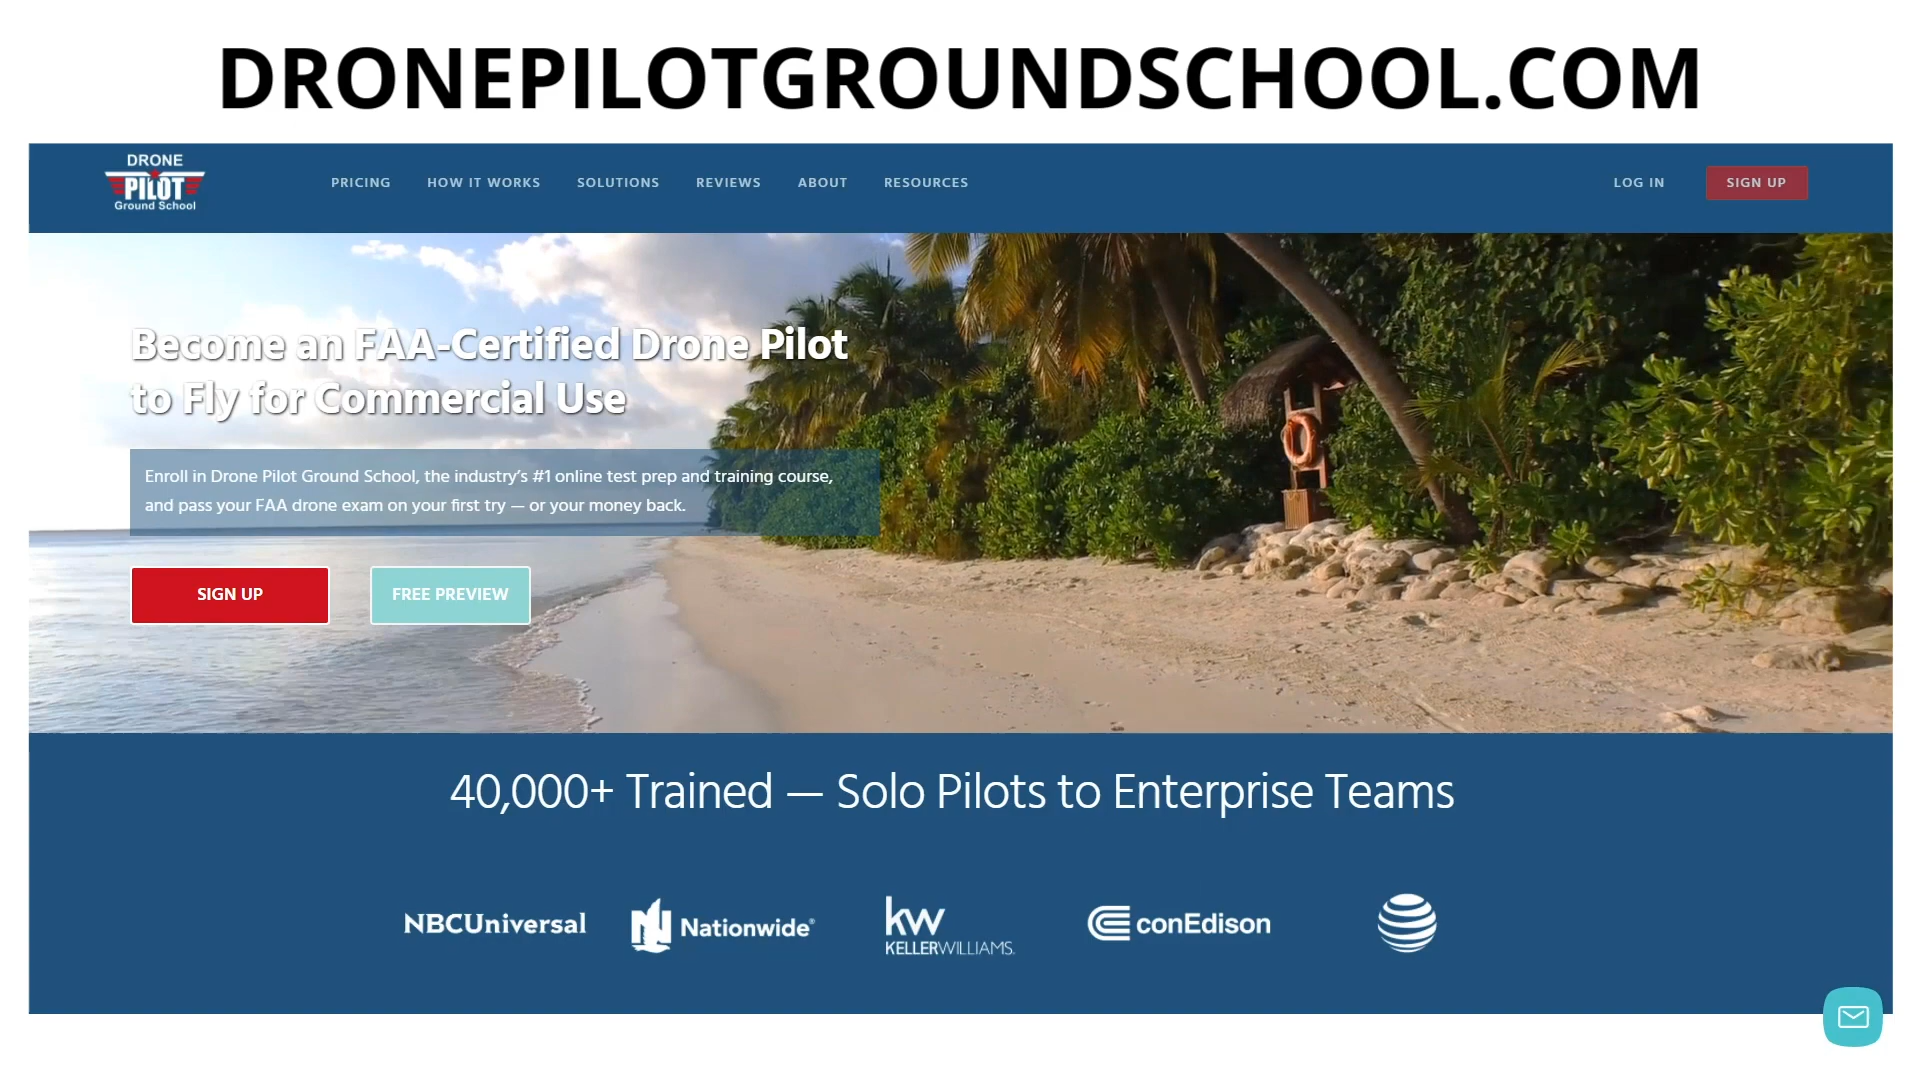 DRONEPILOTGROUNDSCHOOL.COM
DRONE
PILOT
Ground School
PRICING HOW IT WORKS SOLUTIONS REVIEWS ABOUT RESOURCES LOG IN SIGN UP
Become an FAA-Certified Drone Pilot
to Fly for Commercial Use
Enroll in Drone Pilot Ground School, the industry’s #1 online test prep and training course,
and pass your FAA drone exam on your first try — or your money back.
SIGN UP FREE PREVIEW
40,000+ Trained — Solo Pilots to Enterprise Teams
NBCUniversal Nationwide® kw conEdison
KELLERWILLIAMS.